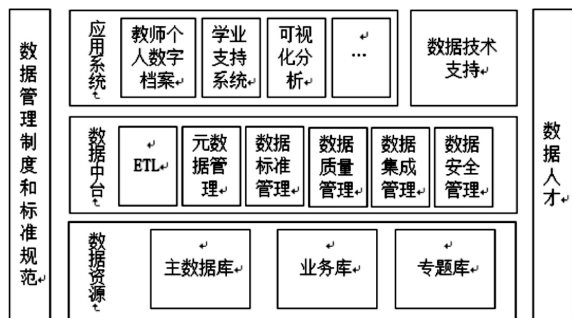 数据管理制度和标准规范
应用系统
教师个
人数字
档案
学业
支持
系统
可视
化分
析
…
数据技术
支持
数据中台
ETL
元数
据管
理
数据
标准
管理
数据
质量
管理
数据
集成
管理
数据
安全
管理
数据资源
主数据库
业务库
专题库
数据人才